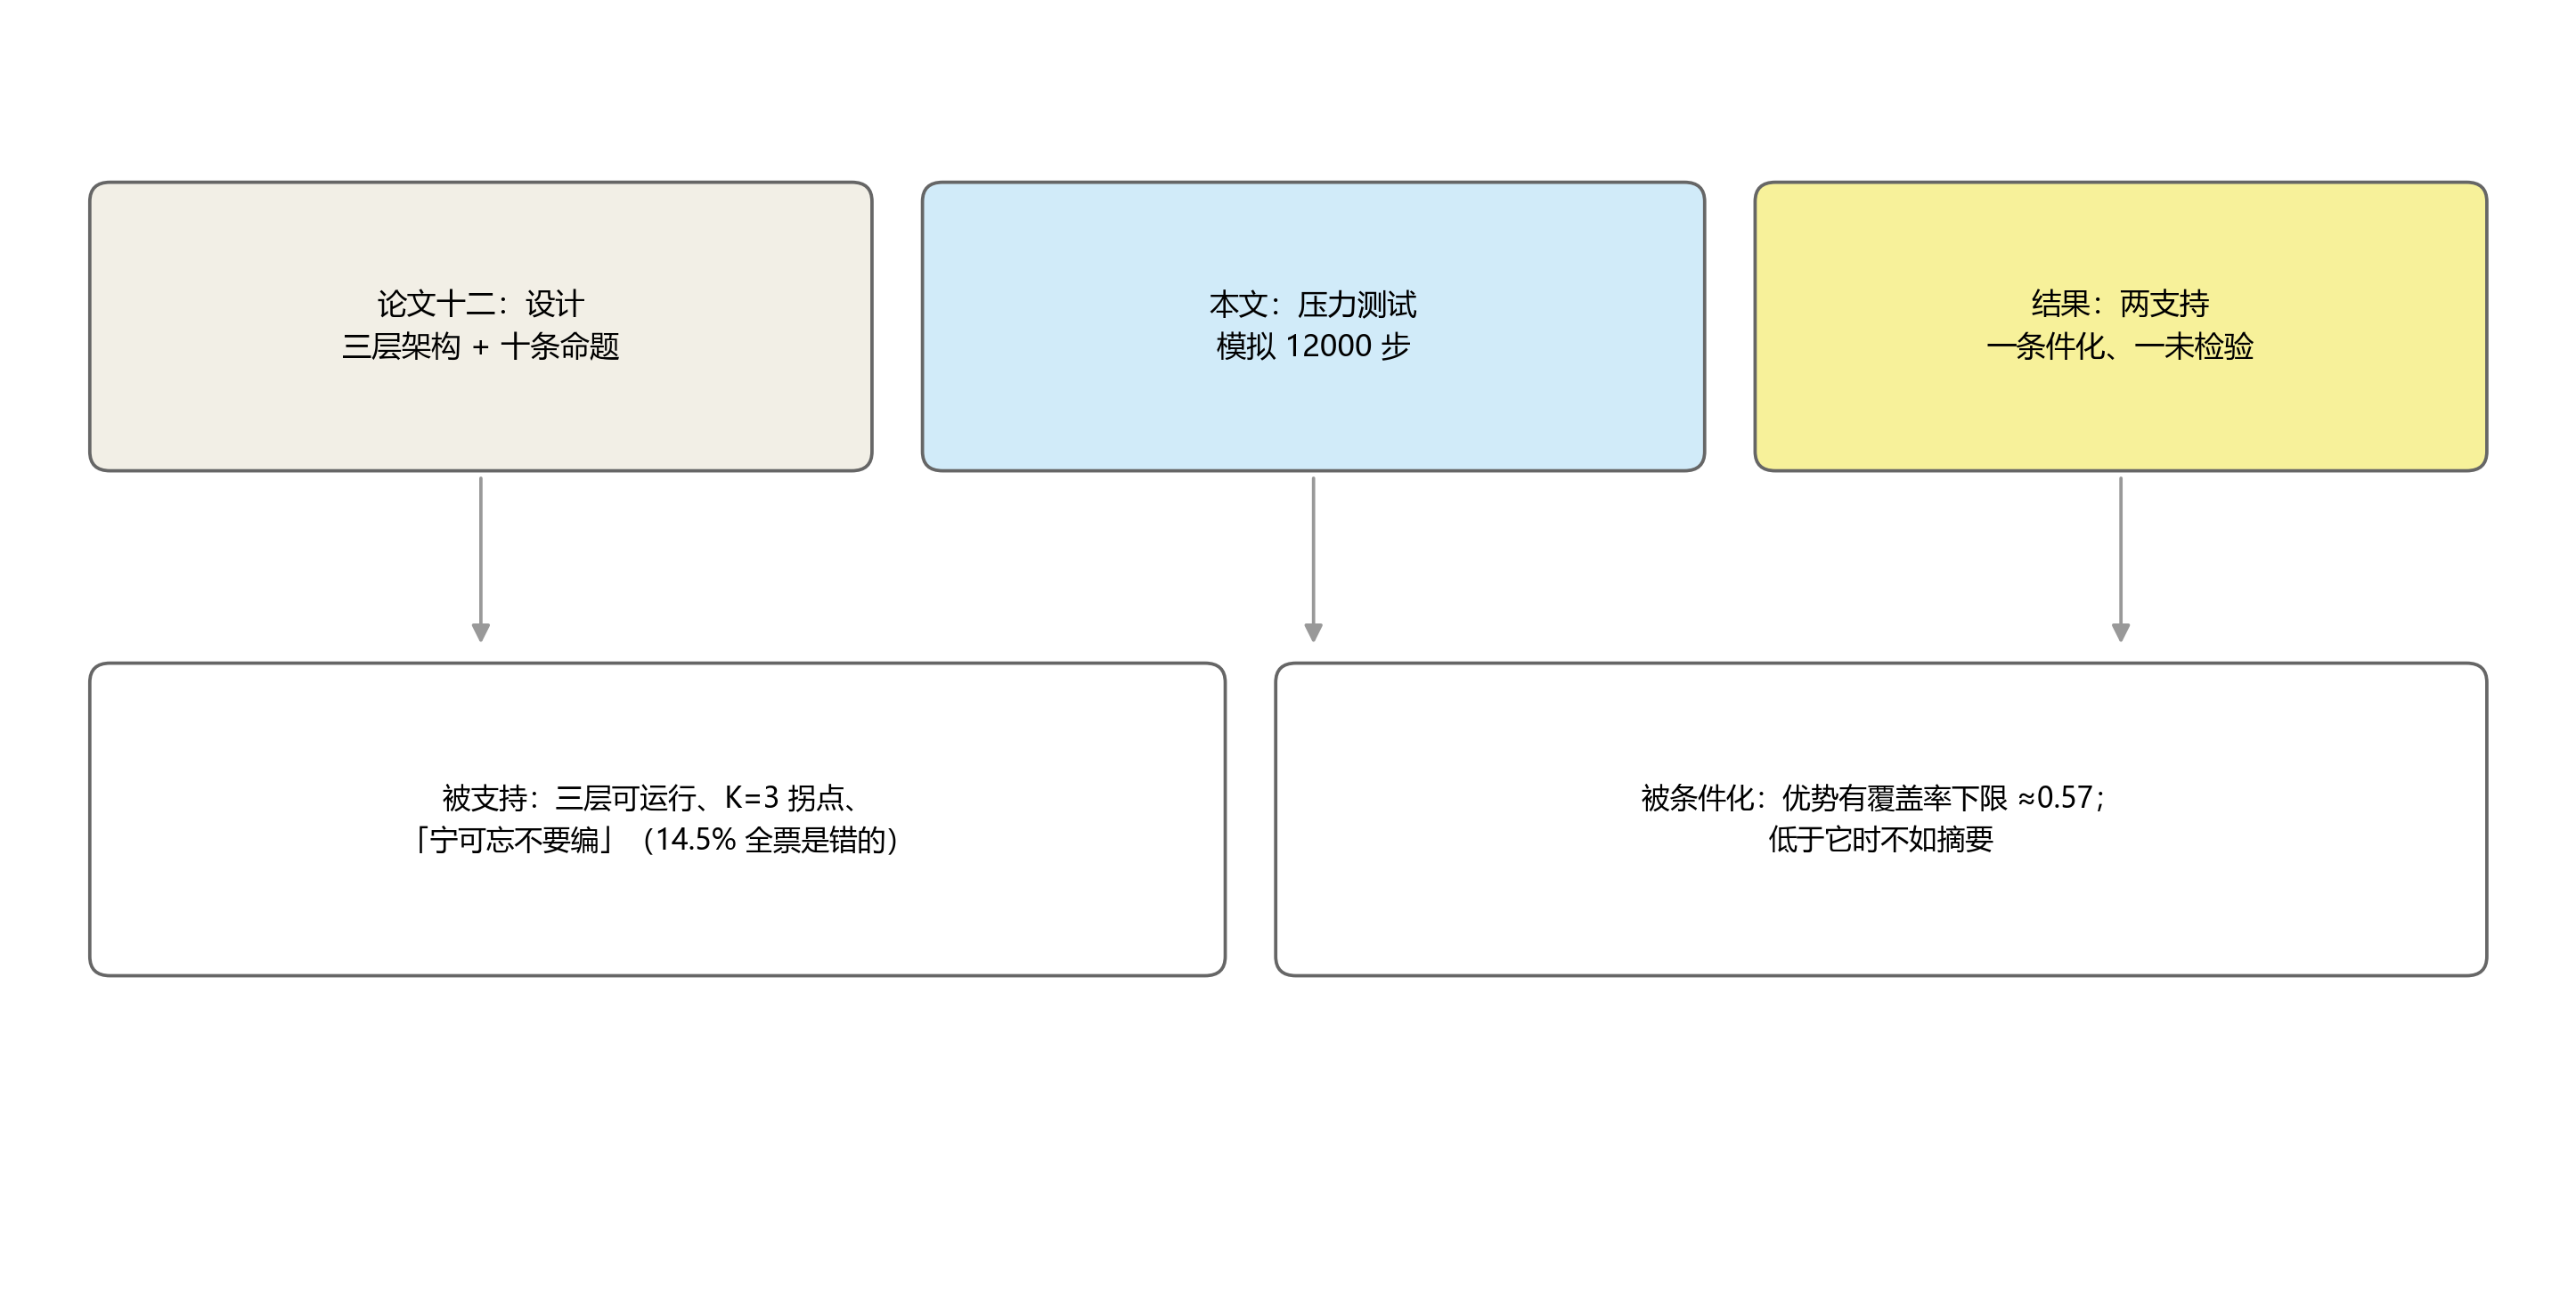 论文十二：设计
三层架构 + 十条命题
本文：压力测试
模拟 12000 步
结果：两支持
一条件化、一未检验
被支持：三层可运行、K=3 拐点、
「宁可忘不要编」（14.5% 全票是错的）
被条件化：优势有覆盖率下限 ≈0.57；
低于它时不如摘要